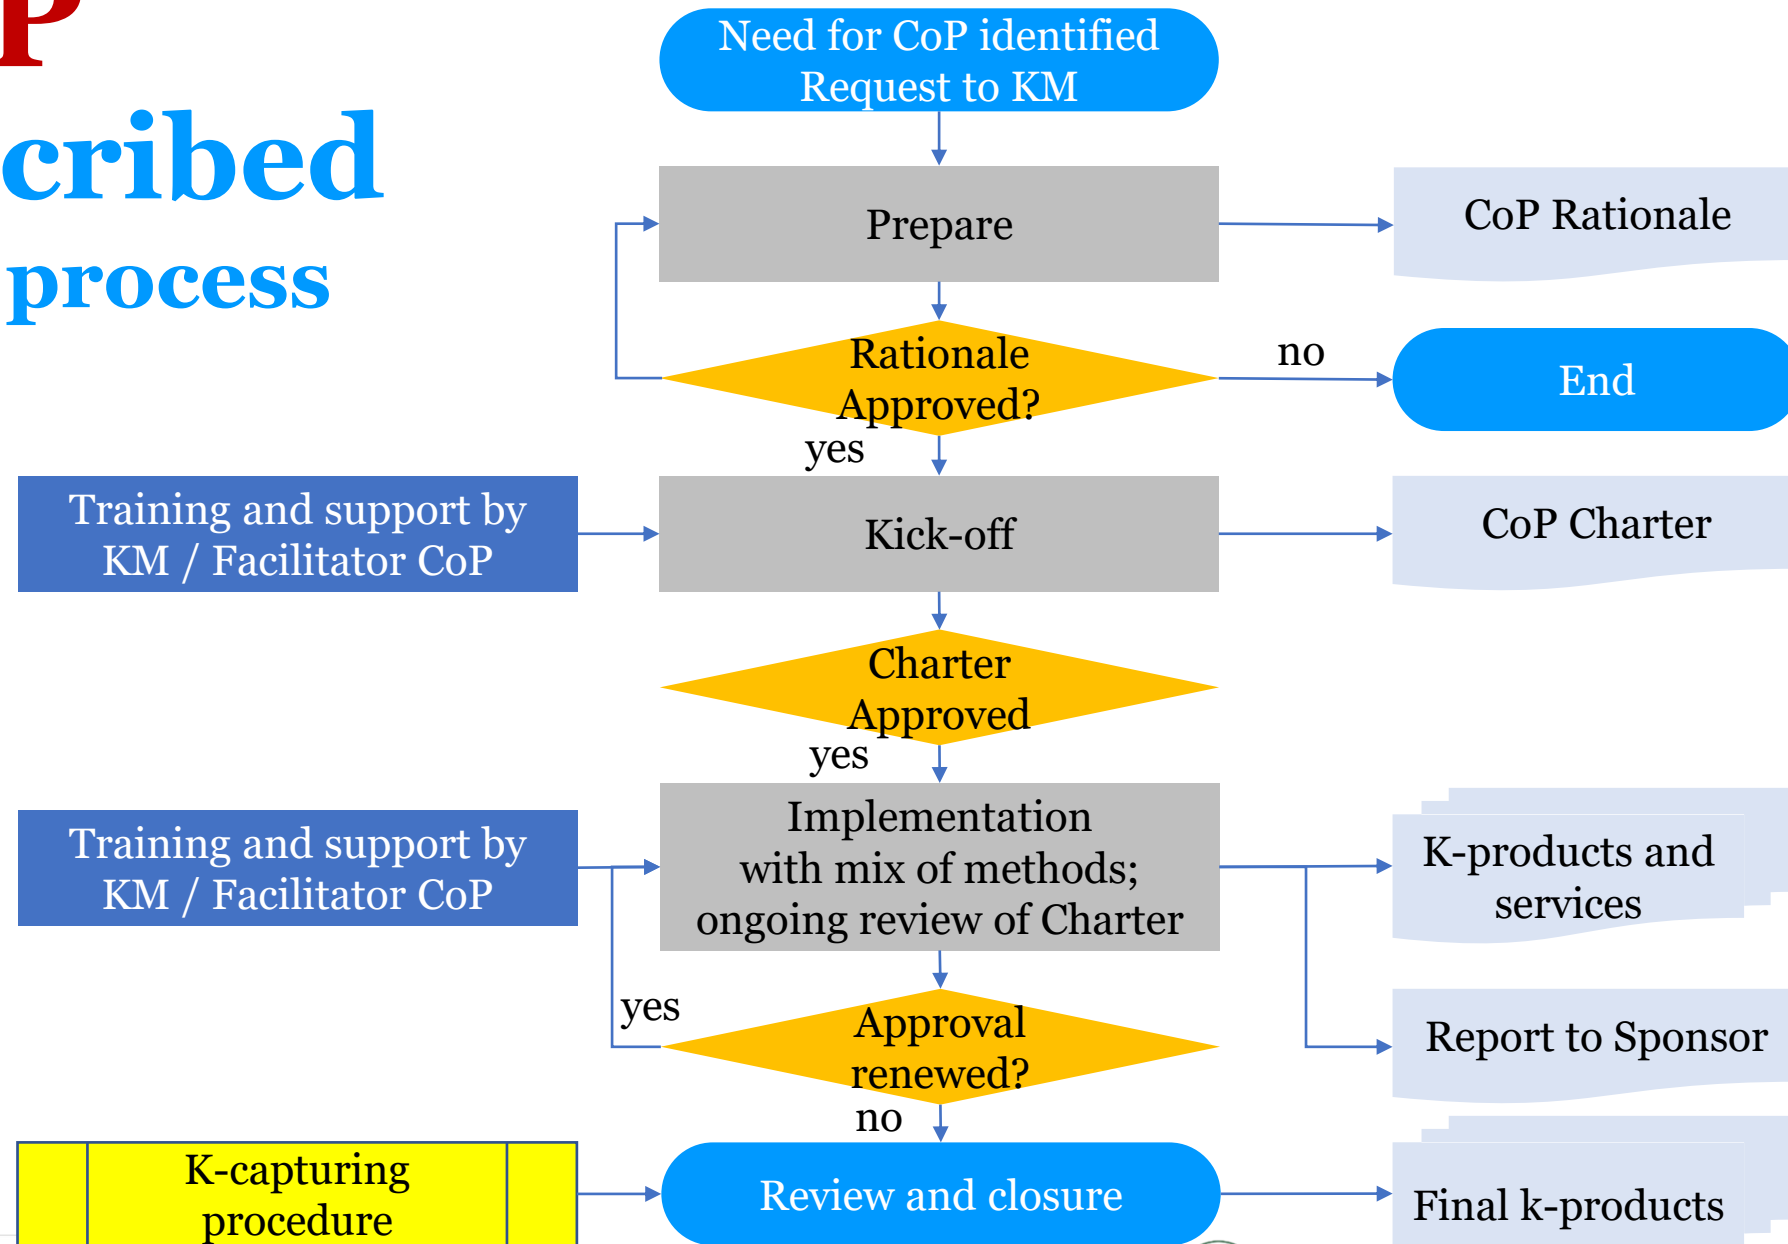 P
cribed
process
Need for CoP identified
Request to KM
Prepare
CoP Rationale
Rationale
Approved?
no
End
yes
Training and support by
KM / Facilitator CoP
Kick-off
CoP Charter
Charter
Approved
yes
Training and support by
KM / Facilitator CoP
Implementation
with mix of methods;
ongoing review of Charter
K-products and
services
yes
Approval
renewed?
Report to Sponsor
no
K-capturing
procedure
Review and closure
Final k-products